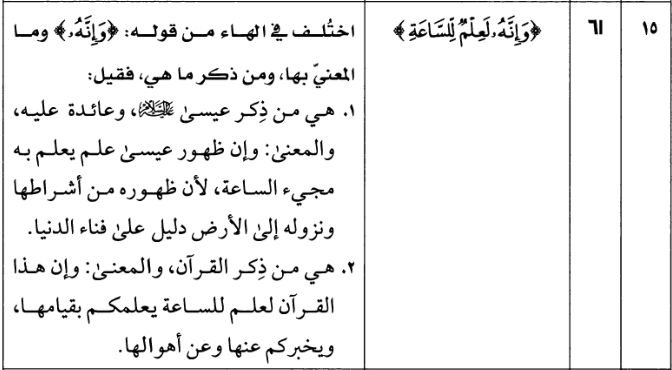 ١٥ ٦١ ﴿وَإِنَّهُۥ لَعِلۡمٞ لِّلسَّاعَةِ﴾ اختُلف في الهاء من قوله: ﴿وَإِنَّهُۥ﴾ وما
المعنيّ بها، ومن ذكر ما هي، فقيل:
١. هي من ذِكر عيسىٰ عليه السلام، وعائدة عليه،
والمعنىٰ: وإن ظهور عيسىٰ علم يعلم به
مجيء الساعة، لأن ظهوره من أشراطها
ونزوله إلىٰ الأرض دليل علىٰ فناء الدنيا.
٢. هي من ذِكر القرآن، والمعنىٰ: وإن هذا
القرآن لعلم للساعة يعلمكم بقيامها،
ويخبركم عنها وعن أهوالها.